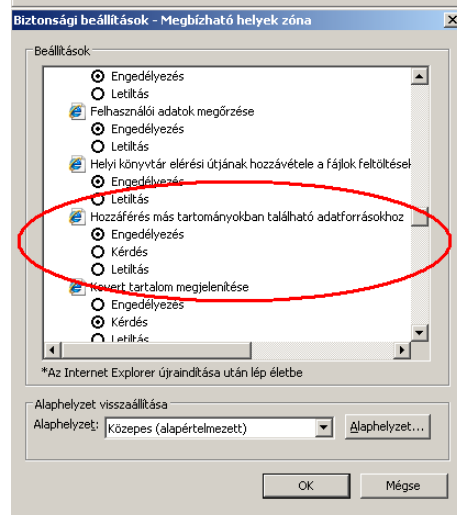 Biztonsági beállítások - Megbízható helyek zóna
Beállítások
Engedélyezés
Letiltás
Felhasználói adatok megőrzése
Engedélyezés
Letiltás
Helyi könyvtár elérési útjának hozzávétele a fájlok feltöltések
Engedélyezés
Letiltás
Hozzáférés más tartományokban található adatforrásokhoz
Engedélyezés
Kérdés
Letiltás
Kevert tartalom megjelenítése
Engedélyezés
Kérdés
Letiltás
*Az Internet Explorer újraindítása után lép életbe
Alaphelyzet visszaállítása
Alaphelyzet: Közepes (alapértelmezett) Alaphelyzet...
OK Mégse